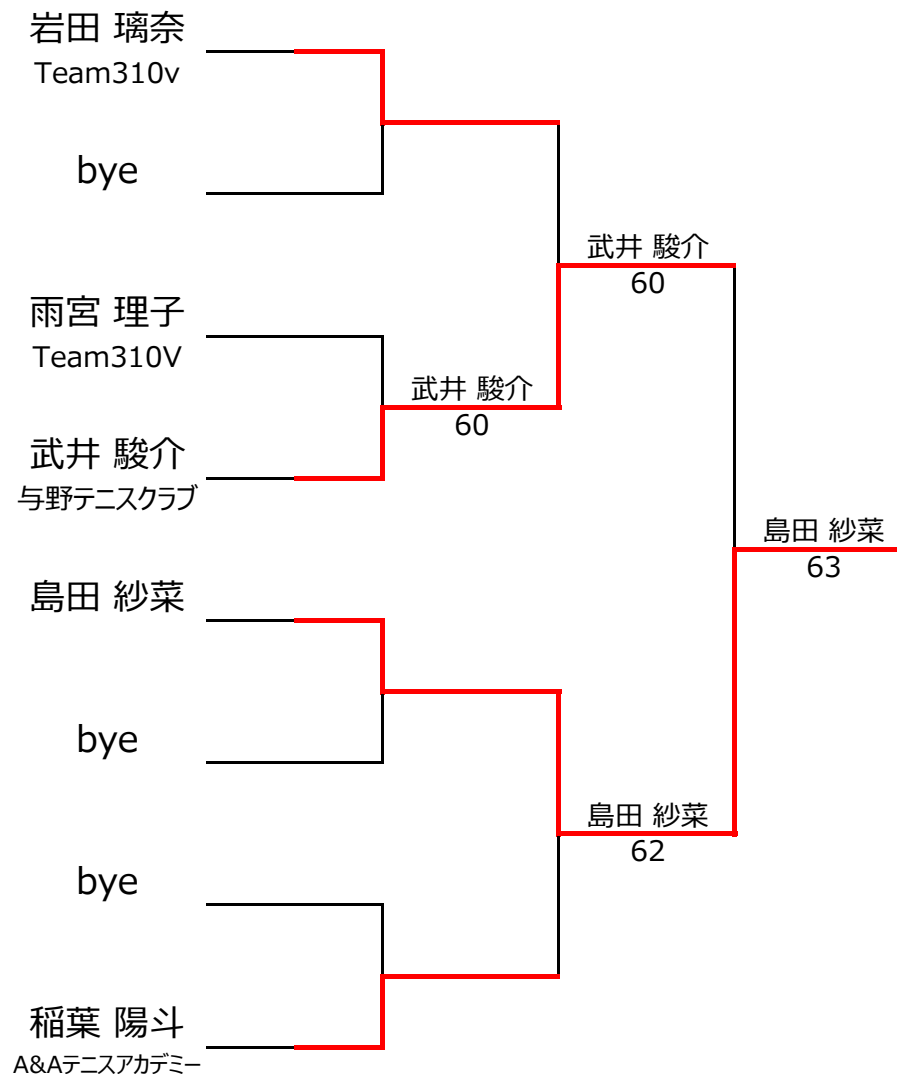 岩田 璃奈
Team310v
bye
雨宮 理子
Team310V
武井 駿介
与野テニスクラブ
島田 紗菜
bye
bye
稲葉 陽斗
A&Aテニスアカデミー
武井 駿介
60
武井 駿介
60
島田 紗菜
62
島田 紗菜
63